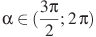 α ∈ (3π/2; 2π)